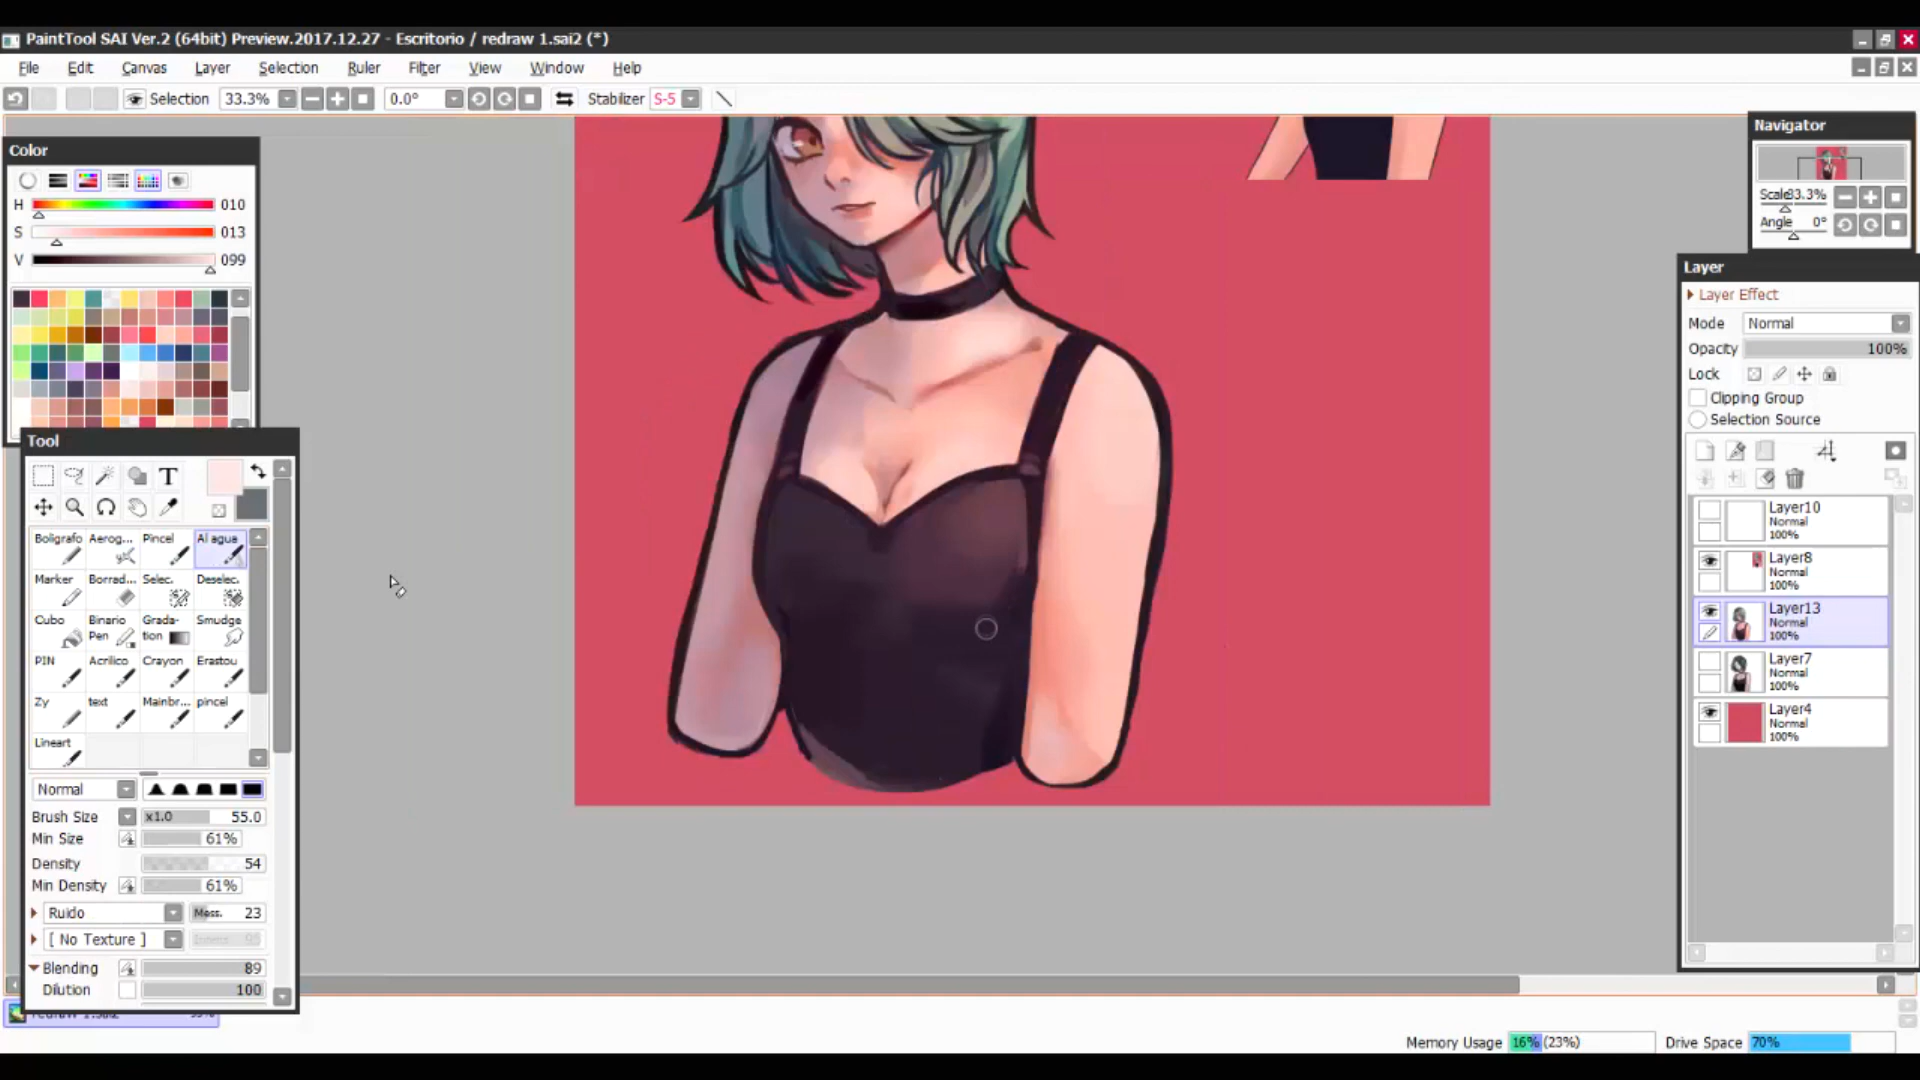 PaintTool SAI Ver.2 (64bit) Preview.2017.12.27 - Escritorio / redraw 1.sai2 (*)
File Edit Canvas Layer Selection Ruler Filter View Window Help
Selection 33.3% 0.0° Stabilizer S-5
Color
H 010
S 013
V 099
Tool
T
Boligrafo Aerog... Pincel Al agua
Marker Borrad... Selec. Deselec.
Cubo Binario Pen Grada-tion Smudge
PIN Acrilico Crayon Erastou
Zy text Mainbr... pincel
Lineart
Normal
Brush Size x1.0 55.0
Min Size 61%
Density 54
Min Density 61%
Ruido Mess. 23
[ No Texture ] 95
Blending 89
Dilution 100
Navigator
Scale 33.3%
Angle 0°
Layer
Layer Effect
Mode Normal
Opacity 100%
Lock
Clipping Group
Selection Source
Layer10
Normal
100%
Layer8
Normal
100%
Layer13
Normal
100%
Layer7
Normal
100%
Layer4
Normal
100%
redraw 1.sai2 33%
Memory Usage 16% (23%) Drive Space 70%